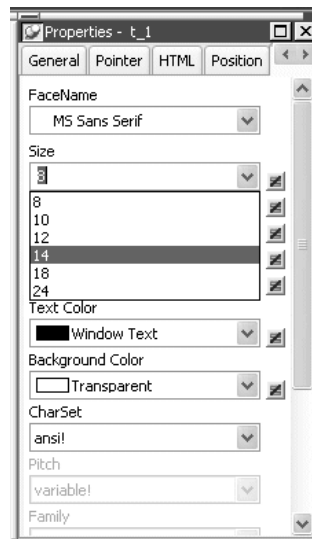 Properties - t_1
General Pointer HTML Position
FaceName
MS Sans Serif
Size
8
8
10
12
14
18
24
Text Color
Window Text
Background Color
Transparent
CharSet
ansi!
Pitch
variable!
Family